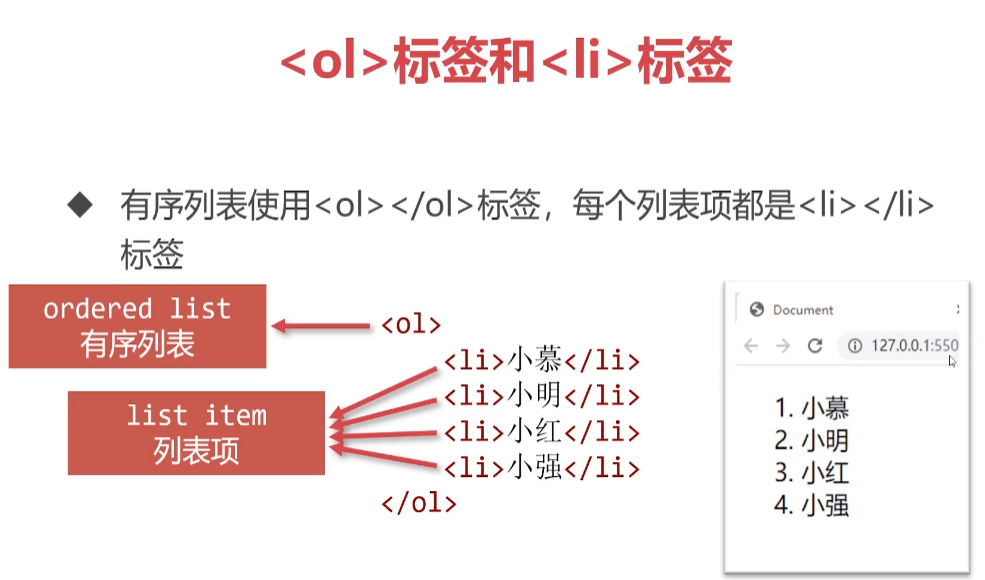 <ol>标签和<li>标签
◆ 有序列表使用<ol></ol>标签，每个列表项都是<li></li>
标签
ordered list
有序列表
list item
列表项
<ol>
<li>小慕</li>
<li>小明</li>
<li>小红</li>
<li>小强</li>
</ol>
Document
127.0.0.1:550
1. 小慕
2. 小明
3. 小红
4. 小强